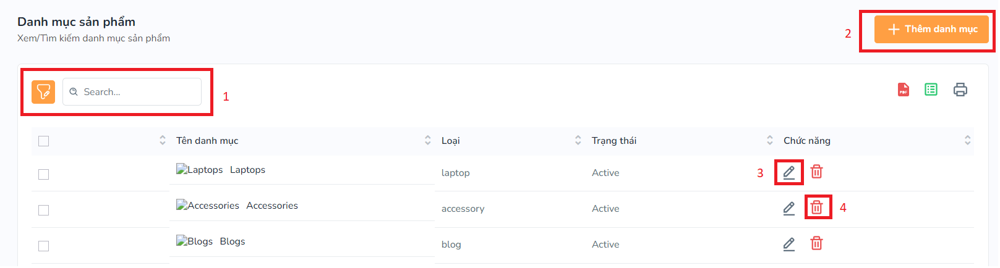 Danh mục sản phẩm
Xem/Tìm kiếm danh mục sản phẩm
2
Thêm danh mục
Search...
1
PDF
Tên danh mục Loại Trạng thái Chức năng
Laptops Laptops laptop Active
3
Accessories Accessories accessory Active
4
Blogs Blogs blog Active